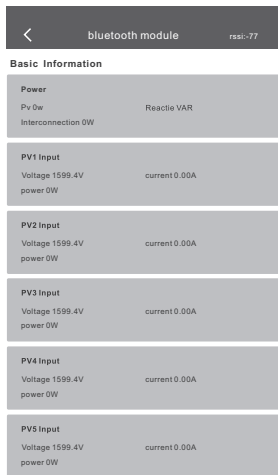 bluetooth module rssi:-77
Basic Information
Power
Pv 0w Reactie VAR
Interconnection 0W
PV1 Input
Voltage 1599.4V current 0.00A
power 0W
PV2 Input
Voltage 1599.4V current 0.00A
power 0W
PV3 Input
Voltage 1599.4V current 0.00A
power 0W
PV4 Input
Voltage 1599.4V current 0.00A
power 0W
PV5 Input
Voltage 1599.4V current 0.00A
power 0W